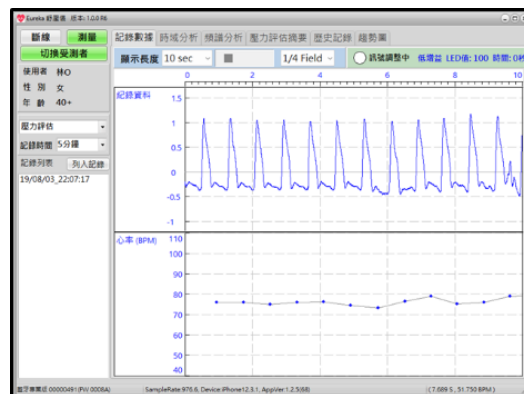 Eureka 舒壓儀 版本: 1.0.0 R6
斷線 測量
切換受測者
使用者 林O
性 別 女
年 齡 40+
壓力評估
記錄時間 5分鐘
記錄列表 列入記錄
19/08/03_22:07:17
記錄數據 時域分析 頻譜分析 壓力評估摘要 歷史記錄 趨勢圖
顯示長度 10 sec 1/4 Field 訊號調整中 低增益 LED值: 100 時間: 0秒
0 2 4 6 8 10
紀錄資料
1.5
1
0.5
0
-0.5
-1
心率 (BPM)
110
100
90
80
70
60
50
40
藍牙專業版 00000491(FW 0008A) SampleRate:976.6, Device:iPhone12.3.1, AppVer:1.2.5(68) (7.689 S , 51.750 BPM )